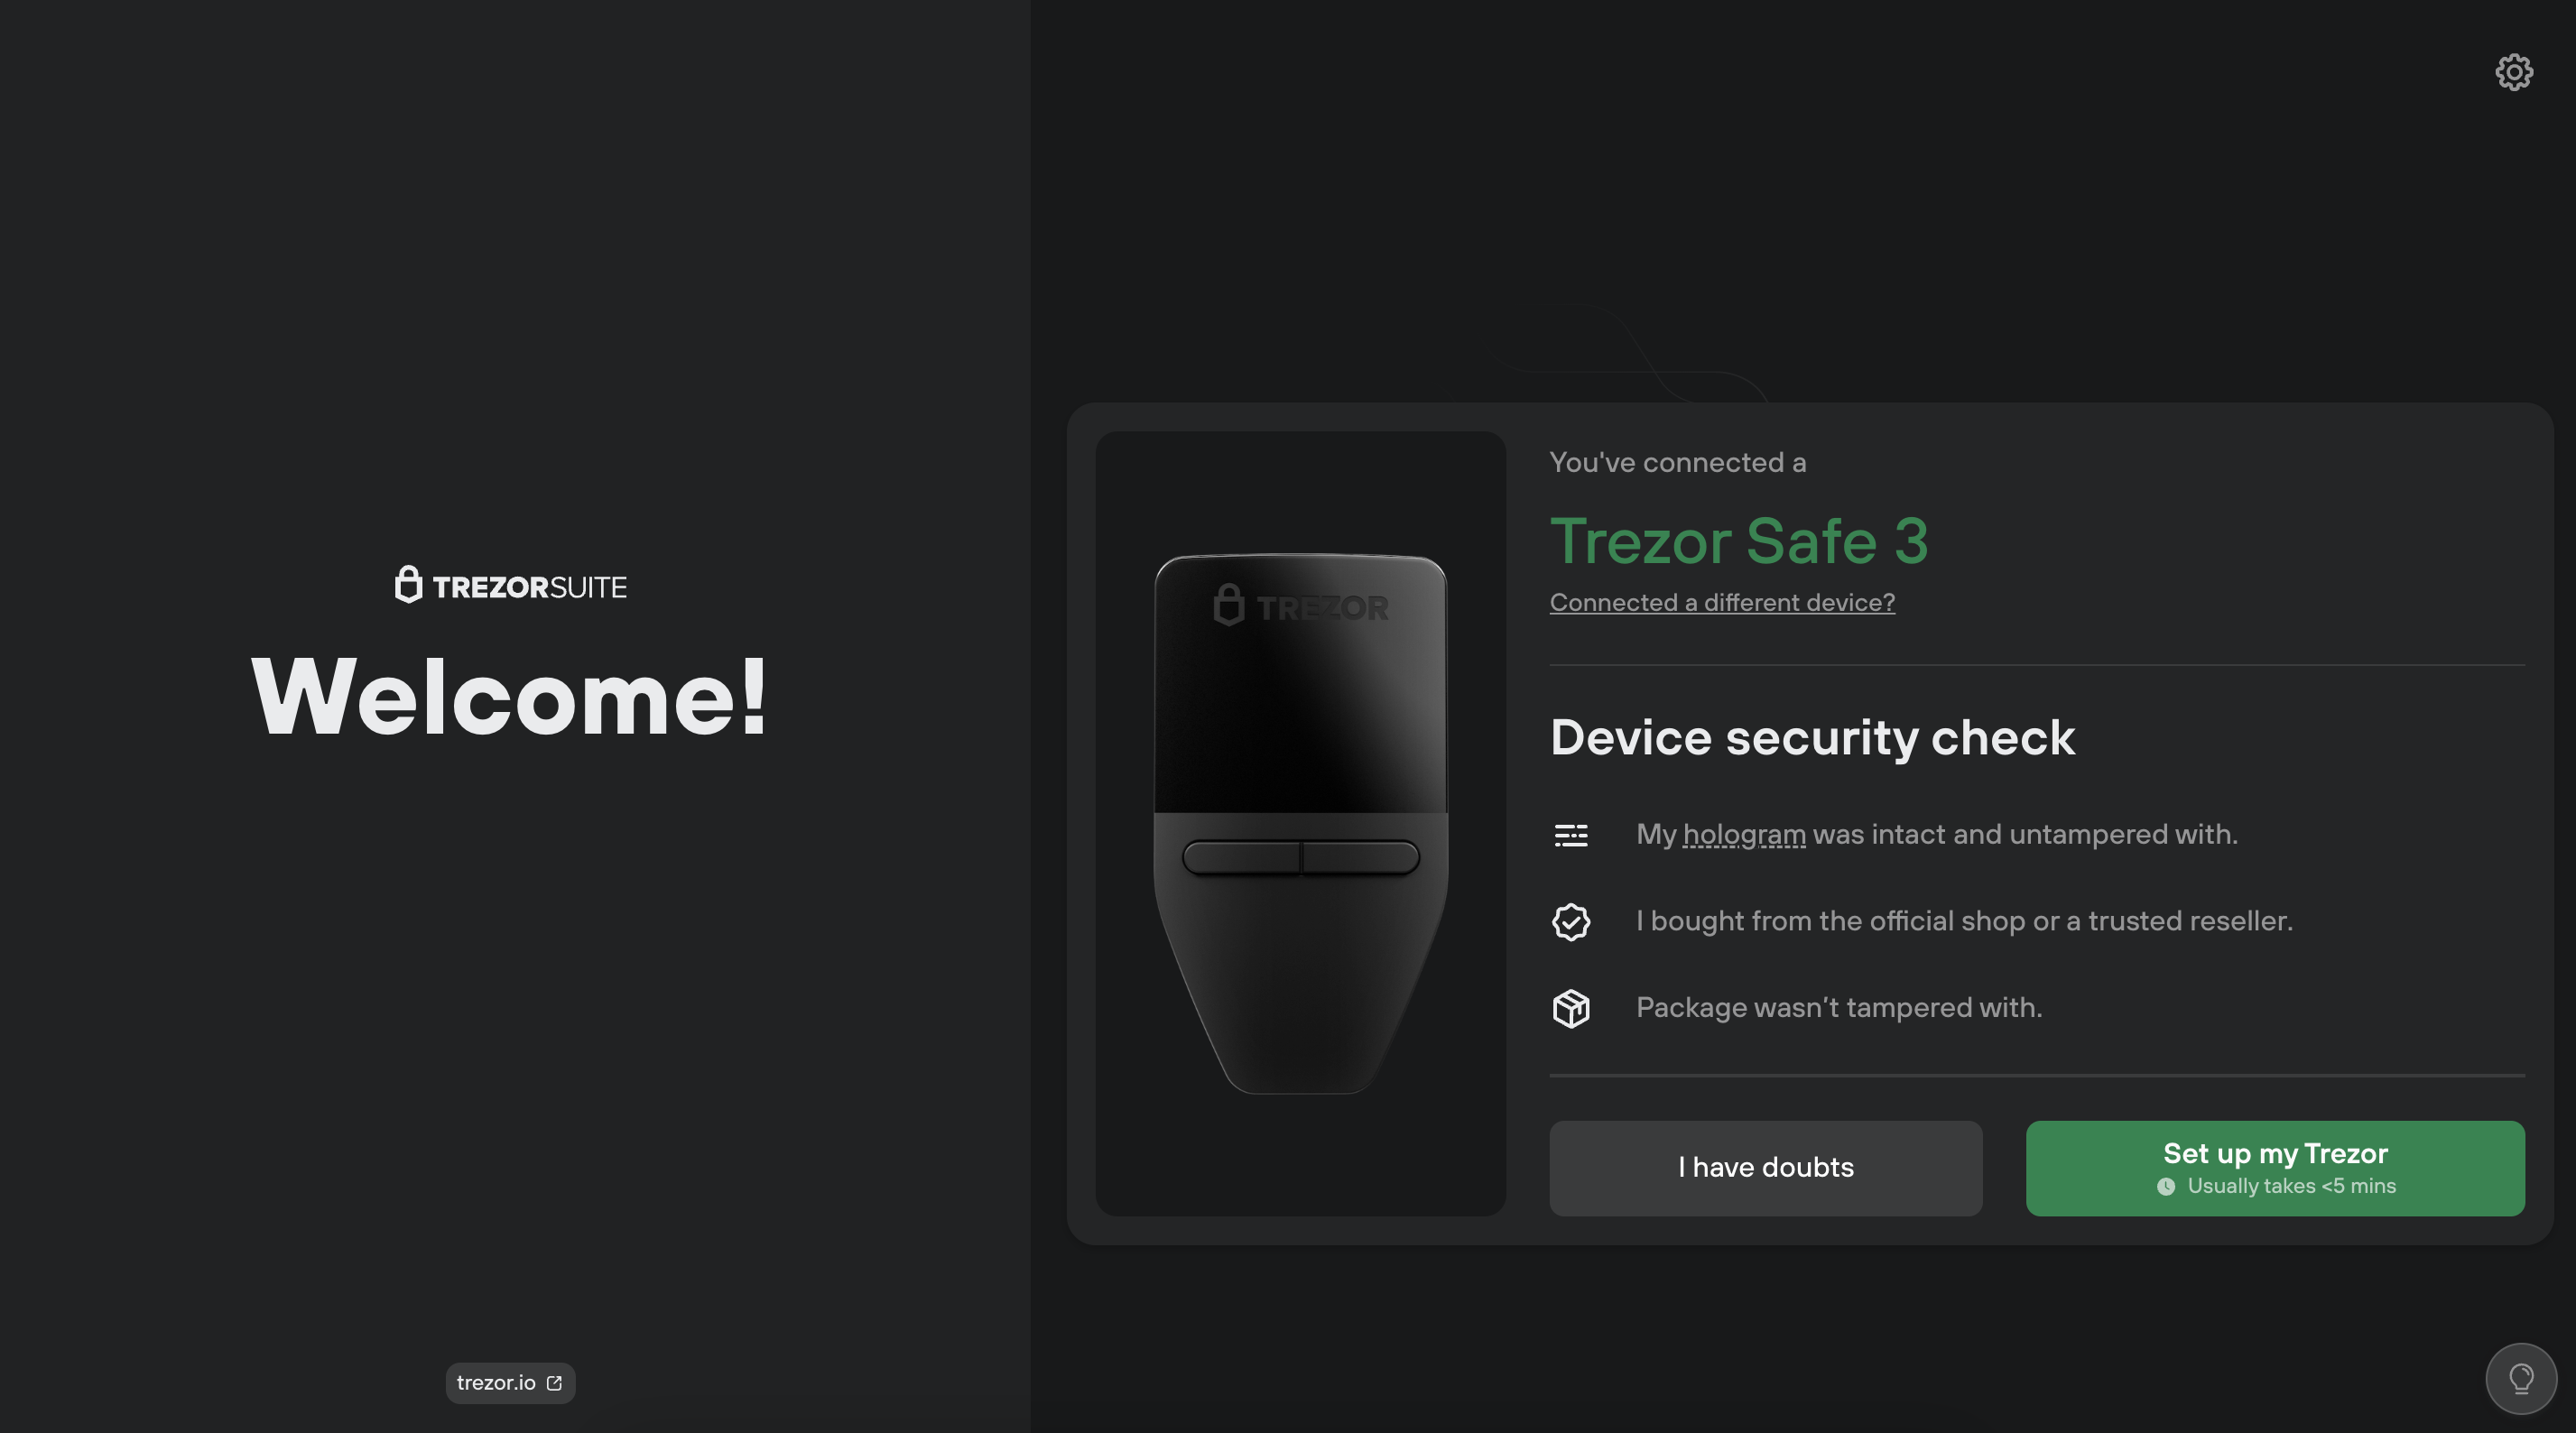 TREZORSUITE
Welcome!
trezor.io
TREZOR
You've connected a
Trezor Safe 3
Connected a different device?
Device security check
My hologram was intact and untampered with.
I bought from the official shop or a trusted reseller.
Package wasn’t tampered with.
I have doubts
Set up my Trezor
Usually takes <5 mins